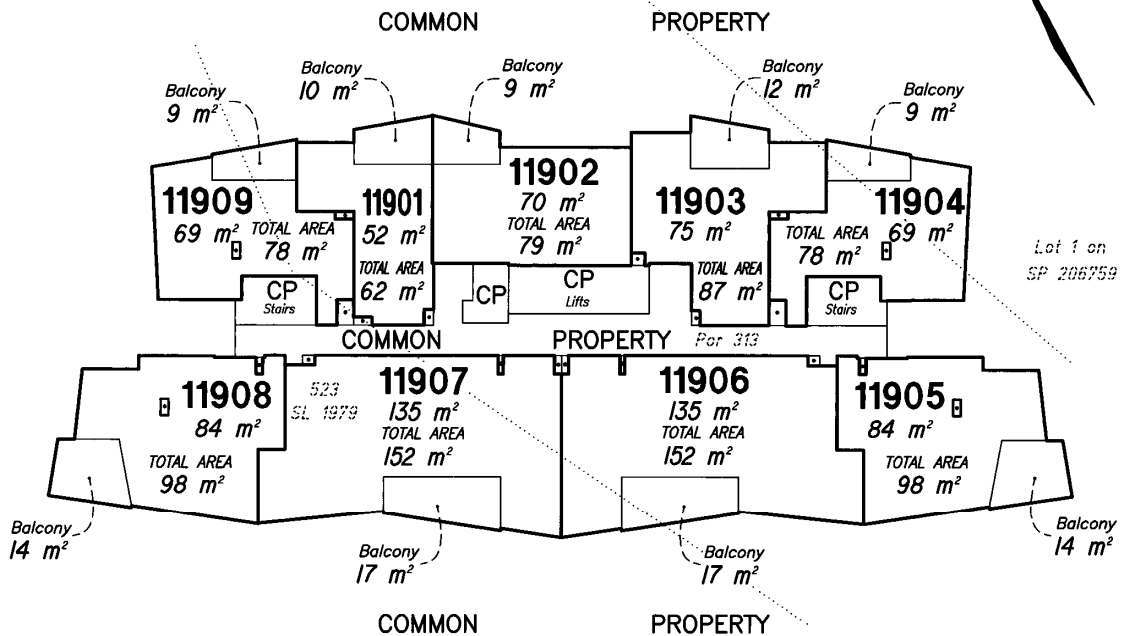 COMMON PROPERTY
Balcony
9 m²
Balcony
10 m²
Balcony
9 m²
Balcony
12 m²
Balcony
9 m²
11909
69 m²
TOTAL AREA
78 m²
11901
52 m²
TOTAL AREA
62 m²
11902
70 m²
TOTAL AREA
79 m²
11903
75 m²
TOTAL AREA
87 m²
11904
69 m²
TOTAL AREA
78 m²
Lot 1 on
SP 206759
CP
Stairs
CP
CP
Lifts
CP
Stairs
COMMON PROPERTY
Por 313
11908
84 m²
TOTAL AREA
98 m²
523
SL 1979
11907
135 m²
TOTAL AREA
152 m²
11906
135 m²
TOTAL AREA
152 m²
11905
84 m²
TOTAL AREA
98 m²
Balcony
14 m²
Balcony
17 m²
Balcony
17 m²
Balcony
14 m²
COMMON PROPERTY